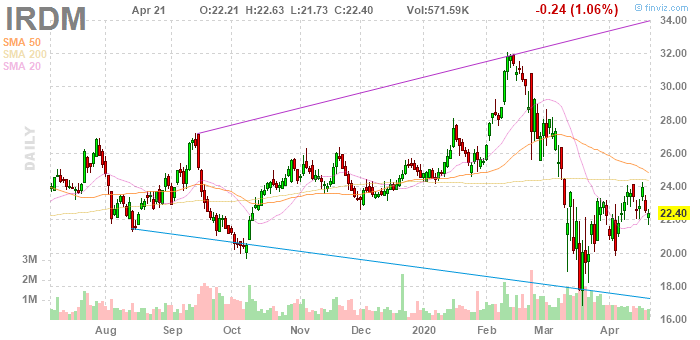 IRDM Apr 21 O:22.21 H:22.63 L:21.73 C:22.40 Vol:571.59K -0.24 (1.06%) © finviz.com
SMA 50
SMA 200
SMA 20
DAILY
34.00
32.00
30.00
28.00
26.00
24.00
22.40
22.00
20.00
18.00
16.00
3M
2M
1M
Aug Sep Oct Nov Dec 2020 Feb Mar Apr